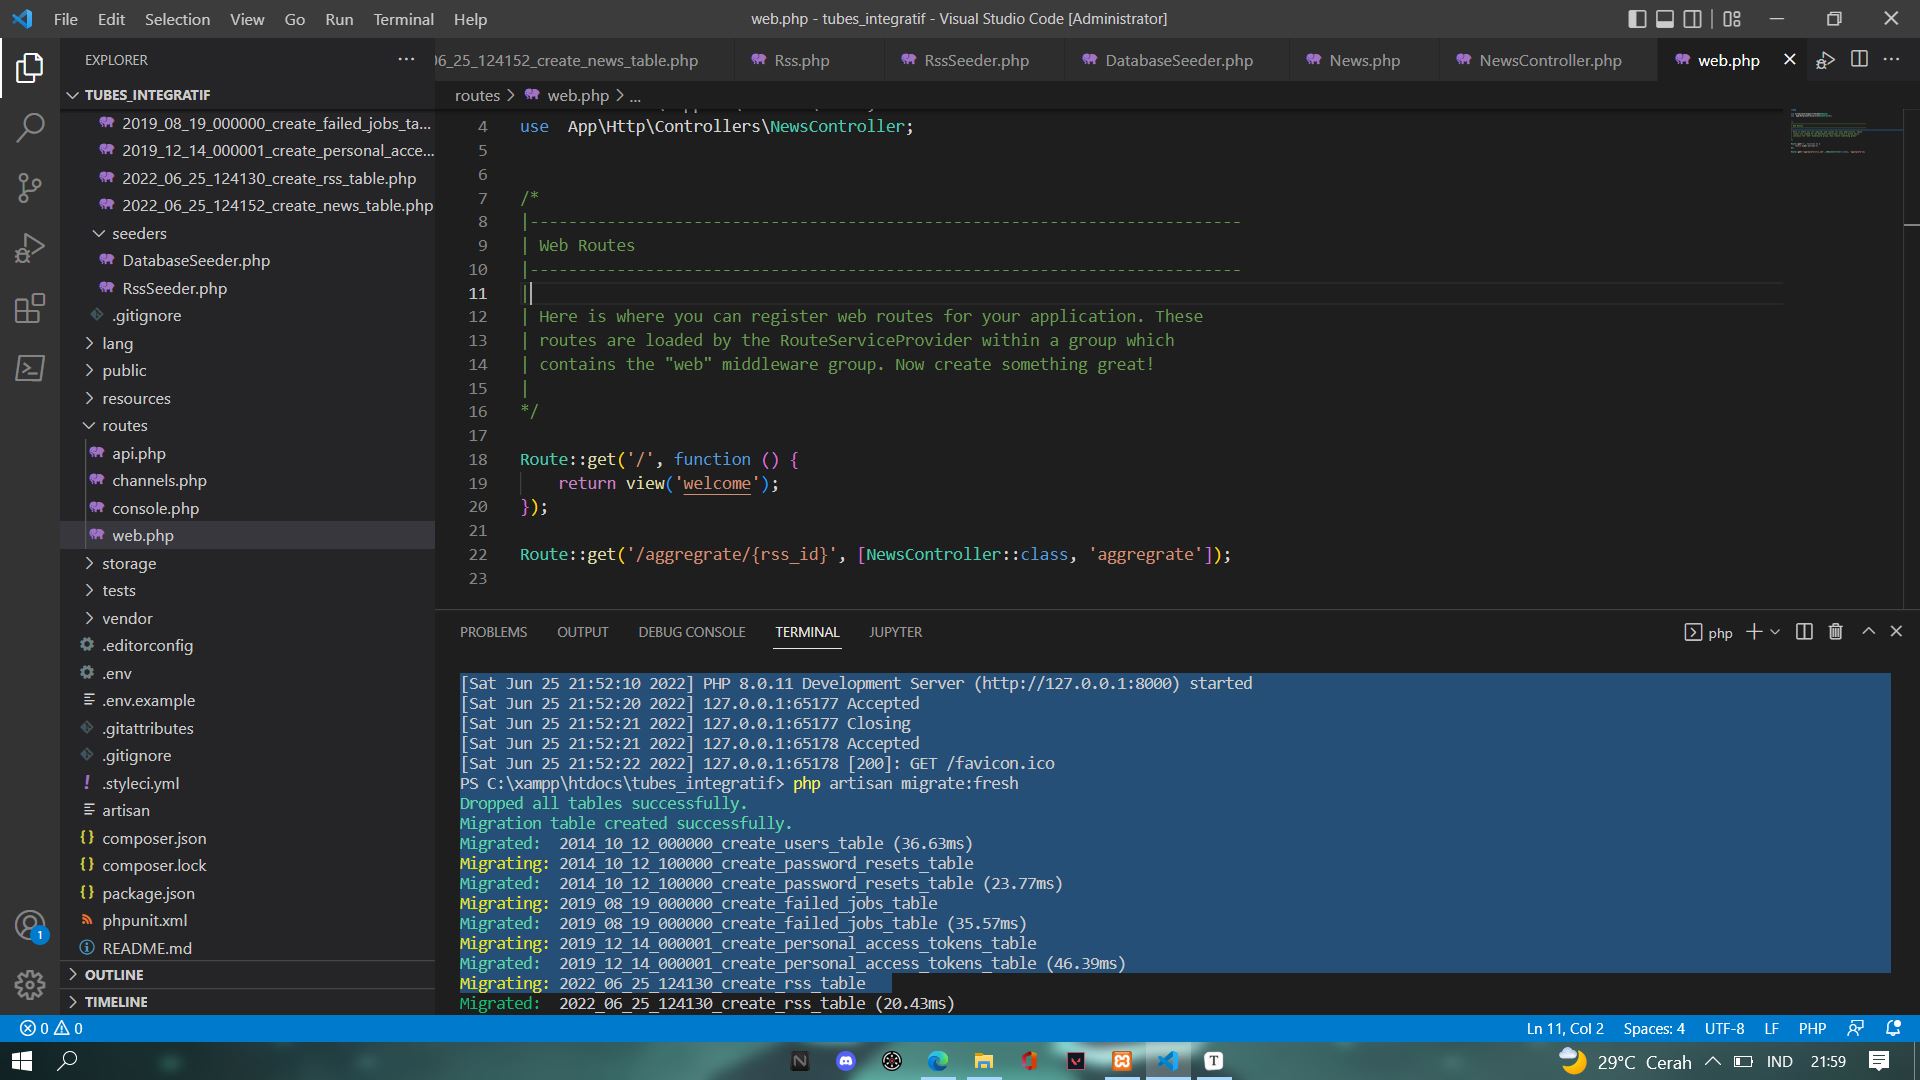 File Edit Selection View Go Run Terminal Help
web.php - tubes_integratif - Visual Studio Code [Administrator]
EXPLORER
TUBES_INTEGRATIF
2019_08_19_000000_create_failed_jobs_ta...
2019_12_14_000001_create_personal_acce...
2022_06_25_124130_create_rss_table.php
2022_06_25_124152_create_news_table.php
seeders
DatabaseSeeder.php
RssSeeder.php
.gitignore
lang
public
resources
routes
api.php
channels.php
console.php
web.php
storage
tests
vendor
.editorconfig
.env
.env.example
.gitattributes
.gitignore
.styleci.yml
artisan
composer.json
composer.lock
package.json
phpunit.xml
README.md
OUTLINE
TIMELINE
06_25_124152_create_news_table.php Rss.php RssSeeder.php DatabaseSeeder.php News.php NewsController.php web.php
routes > web.php > ...
4 use App\Http\Controllers\NewsController;
5
6
7 /*
8 |--------------------------------------------------------------------------
9 | Web Routes
10 |--------------------------------------------------------------------------
11 |
12 | Here is where you can register web routes for your application. These
13 | routes are loaded by the RouteServiceProvider within a group which
14 | contains the "web" middleware group. Now create something great!
15 |
16 */
17
18 Route::get('/', function () {
19 return view('welcome');
20 });
21
22 Route::get('/aggregrate/{rss_id}', [NewsController::class, 'aggregrate']);
23
PROBLEMS OUTPUT DEBUG CONSOLE TERMINAL JUPYTER
php
[Sat Jun 25 21:52:10 2022] PHP 8.0.11 Development Server (http://127.0.0.1:8000) started
[Sat Jun 25 21:52:20 2022] 127.0.0.1:65177 Accepted
[Sat Jun 25 21:52:21 2022] 127.0.0.1:65177 Closing
[Sat Jun 25 21:52:21 2022] 127.0.0.1:65178 Accepted
[Sat Jun 25 21:52:22 2022] 127.0.0.1:65178 [200]: GET /favicon.ico
PS C:\xampp\htdocs\tubes_integratif> php artisan migrate:fresh
Dropped all tables successfully.
Migration table created successfully.
Migrated: 2014_10_12_000000_create_users_table (36.63ms)
Migrating: 2014_10_12_100000_create_password_resets_table
Migrated: 2014_10_12_100000_create_password_resets_table (23.77ms)
Migrating: 2019_08_19_000000_create_failed_jobs_table
Migrated: 2019_08_19_000000_create_failed_jobs_table (35.57ms)
Migrating: 2019_12_14_000001_create_personal_access_tokens_table
Migrated: 2019_12_14_000001_create_personal_access_tokens_table (46.39ms)
Migrating: 2022_06_25_124130_create_rss_table
Migrated: 2022_06_25_124130_create_rss_table (20.43ms)
1
0 0
Ln 11, Col 2 Spaces: 4 UTF-8 LF PHP
29°C Cerah IND 21:59